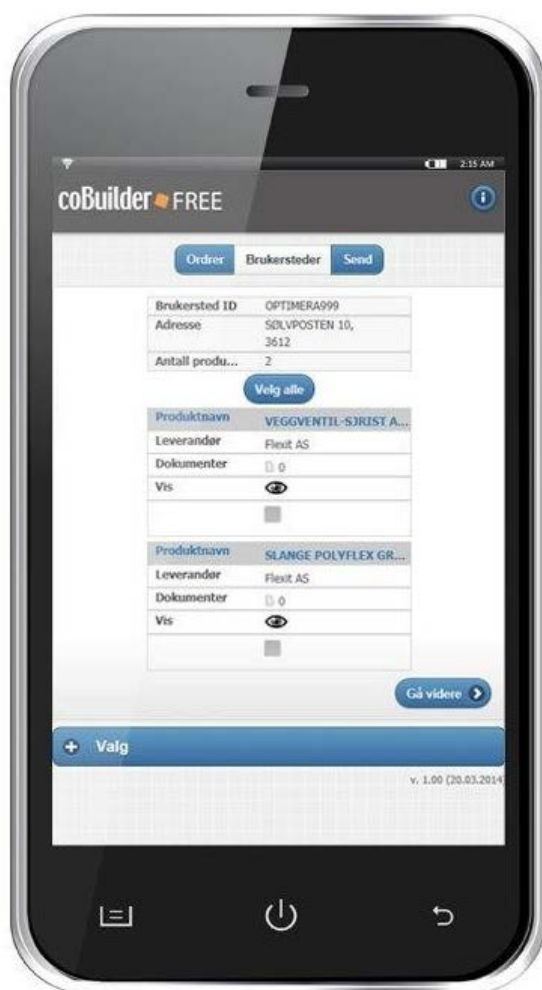 2:15 AM
coBuilder FREE
i
Ordrer Brukersteder Send
Brukersted ID OPTIMERA999
Adresse SØLVPOSTEN 10,
3612
Antall produ... 2
Velg alle
Produktnavn VEGGVENTIL-SJRIST A...
Leverandør Flexit AS
Dokumenter 0
Vis
Produktnavn SLANGE POLYFLEX GR...
Leverandør Flexit AS
Dokumenter 0
Vis
Gå videre
Valg
v. 1.00 (20.03.2014)